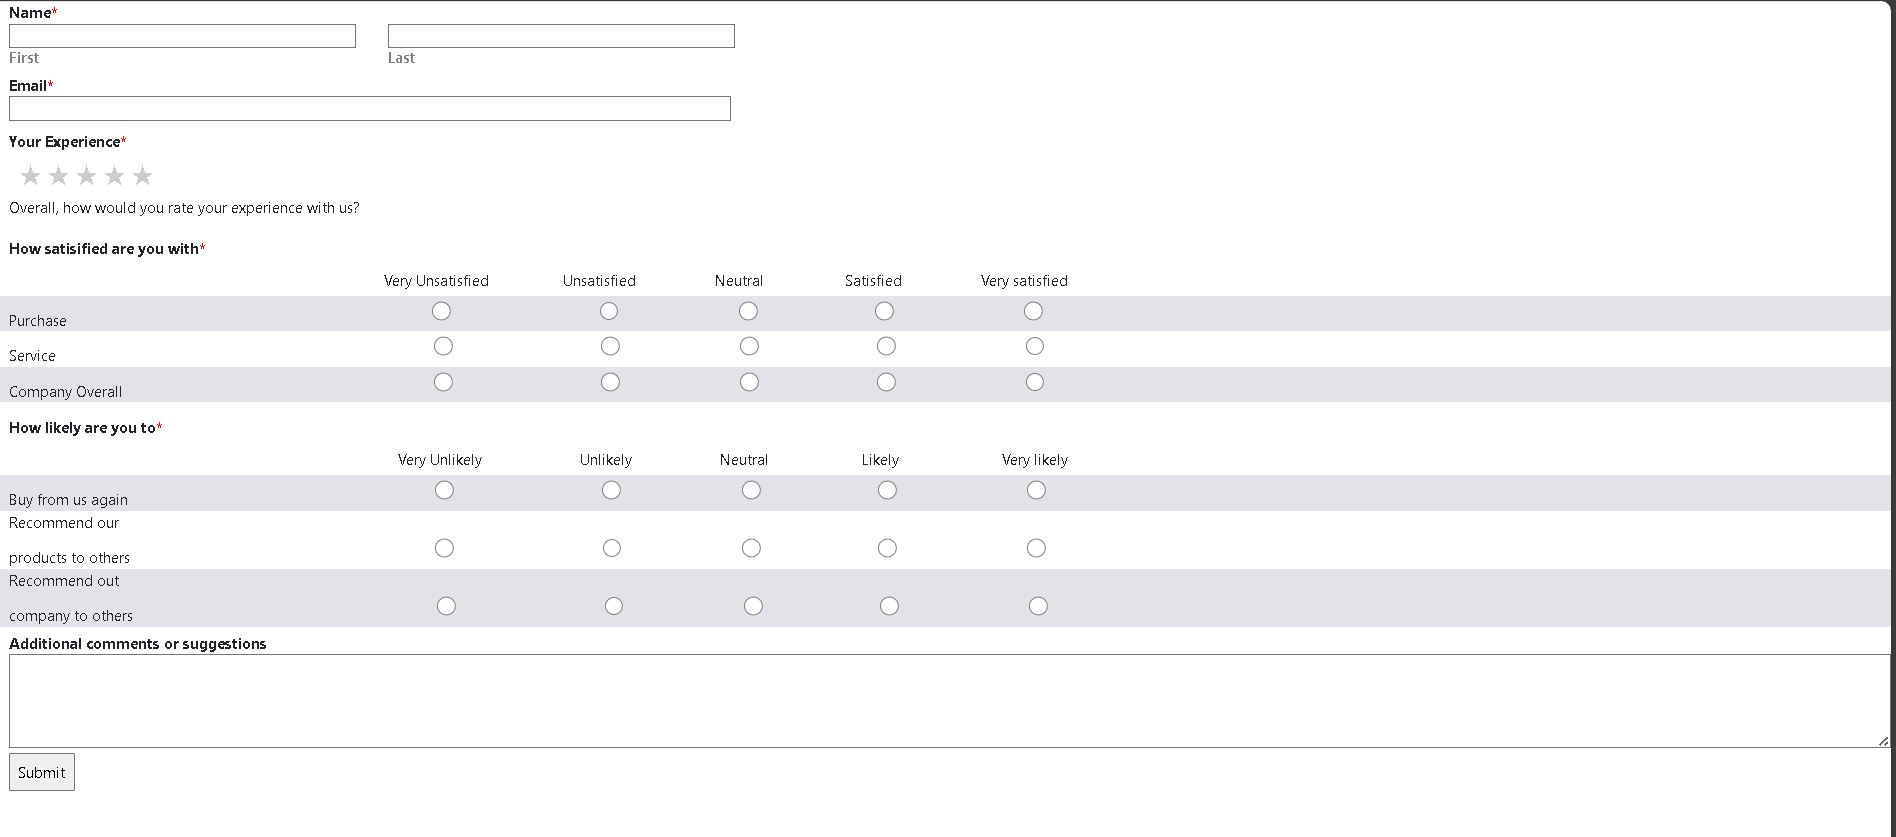 Name*
First Last
Email*
Your Experience*
Overall, how would you rate your experience with us?
How satisified are you with*
Very Unsatisfied Unsatisfied Neutral Satisfied Very satisfied
Purchase
Service
Company Overall
How likely are you to*
Very Unlikely Unlikely Neutral Likely Very likely
Buy from us again
Recommend our
products to others
Recommend out
company to others
Additional comments or suggestions
Submit